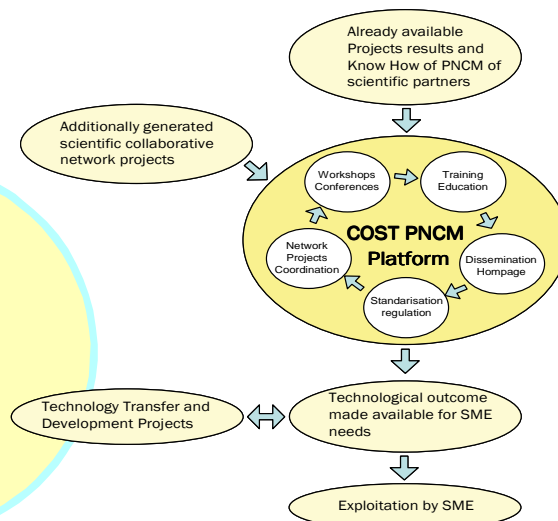 Already available
Projects results and
Know How of PNCM of
scientific partners
Additionally generated
scientific collaborative
network projects
Workshops
Conferences
Training
Education
COST PNCM
Platform
Network
Projects
Coordination
Dissemination
Hompage
Standarisation
regulation
Technology Transfer and
Development Projects
Technological outcome
made available for SME
needs
Exploitation by SME